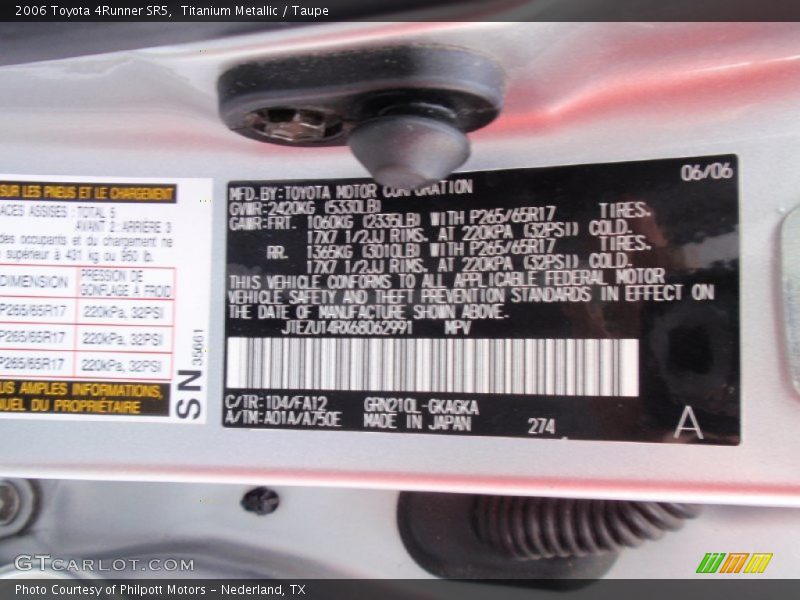 2006 Toyota 4Runner SR5,  Titanium Metallic / Taupe
SUR LES PNEUS ET LE CHARGEMENT
ACES ASSISES : TOTAL 5
AVANT 2: ARRIÈRE 3
des occupants et du chargement ne
supérieur à 431 kg ou 950 lb.
DIMENSION PRESSION DE GONFLAGE À FROID
P265/65R17 220kPa, 32PSI
P265/65R17 220kPa, 32PSI
P265/65R17 220kPa, 32PSI
US AMPLES INFORMATIONS,
NUEL DU PROPRIÉTAIRE
SN 35661
06/06
MFD. BY: TOYOTA MOTOR CORPORATION
GVWR: 2420KG (5330LB)
GAWR: FRT. 1060KG (2335LB) WITH P265/65R17 TIRES.
17X7 1/2JJ RIMS. AT 220KPA (32PSI) COLD.
RR. 1365KG (3010LB) WITH P265/65R17 TIRES.
17X7 1/2JJ RIMS. AT 220KPA (32PSI) COLD.
THIS VEHICLE CONFORMS TO ALL APPLICABLE FEDERAL MOTOR
VEHICLE SAFETY AND THEFT PREVENTION STANDARDS IN EFFECT ON
THE DATE OF MANUFACTURE SHOWN ABOVE.
JTEZU14RX68062991 MPV
C/TR: 1D4/FA12 GRN210L-GKAGKA
A/TM: A01A/A750E MADE IN JAPAN 274
A
GTCARLOT.COM
Photo Courtesy of Philpott Motors - Nederland, TX